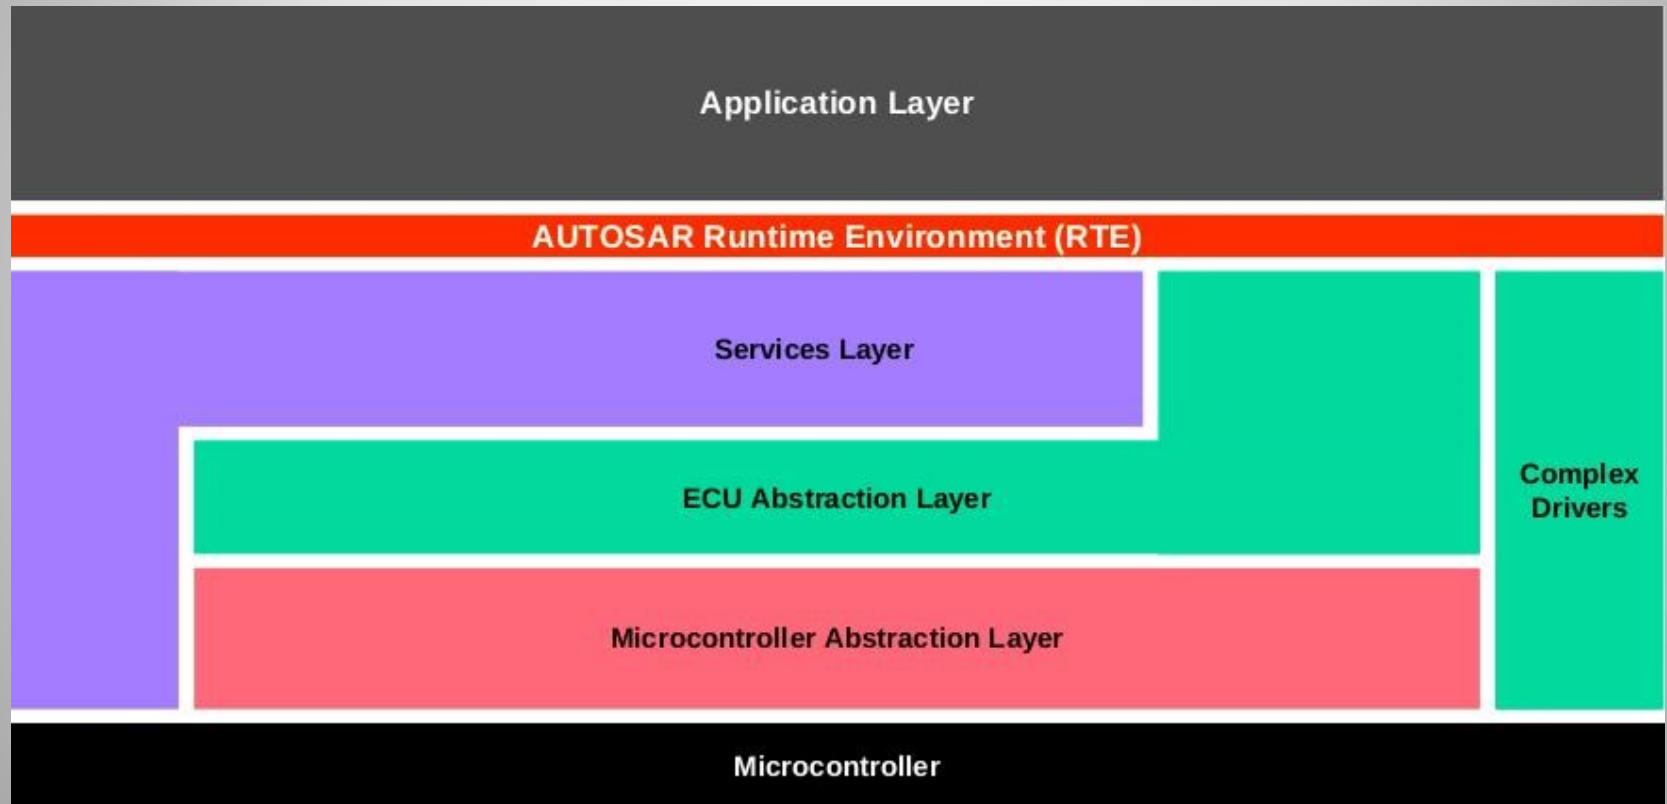 Application Layer
AUTOSAR Runtime Environment (RTE)
Services Layer
ECU Abstraction Layer
Complex
Drivers
Microcontroller Abstraction Layer
Microcontroller